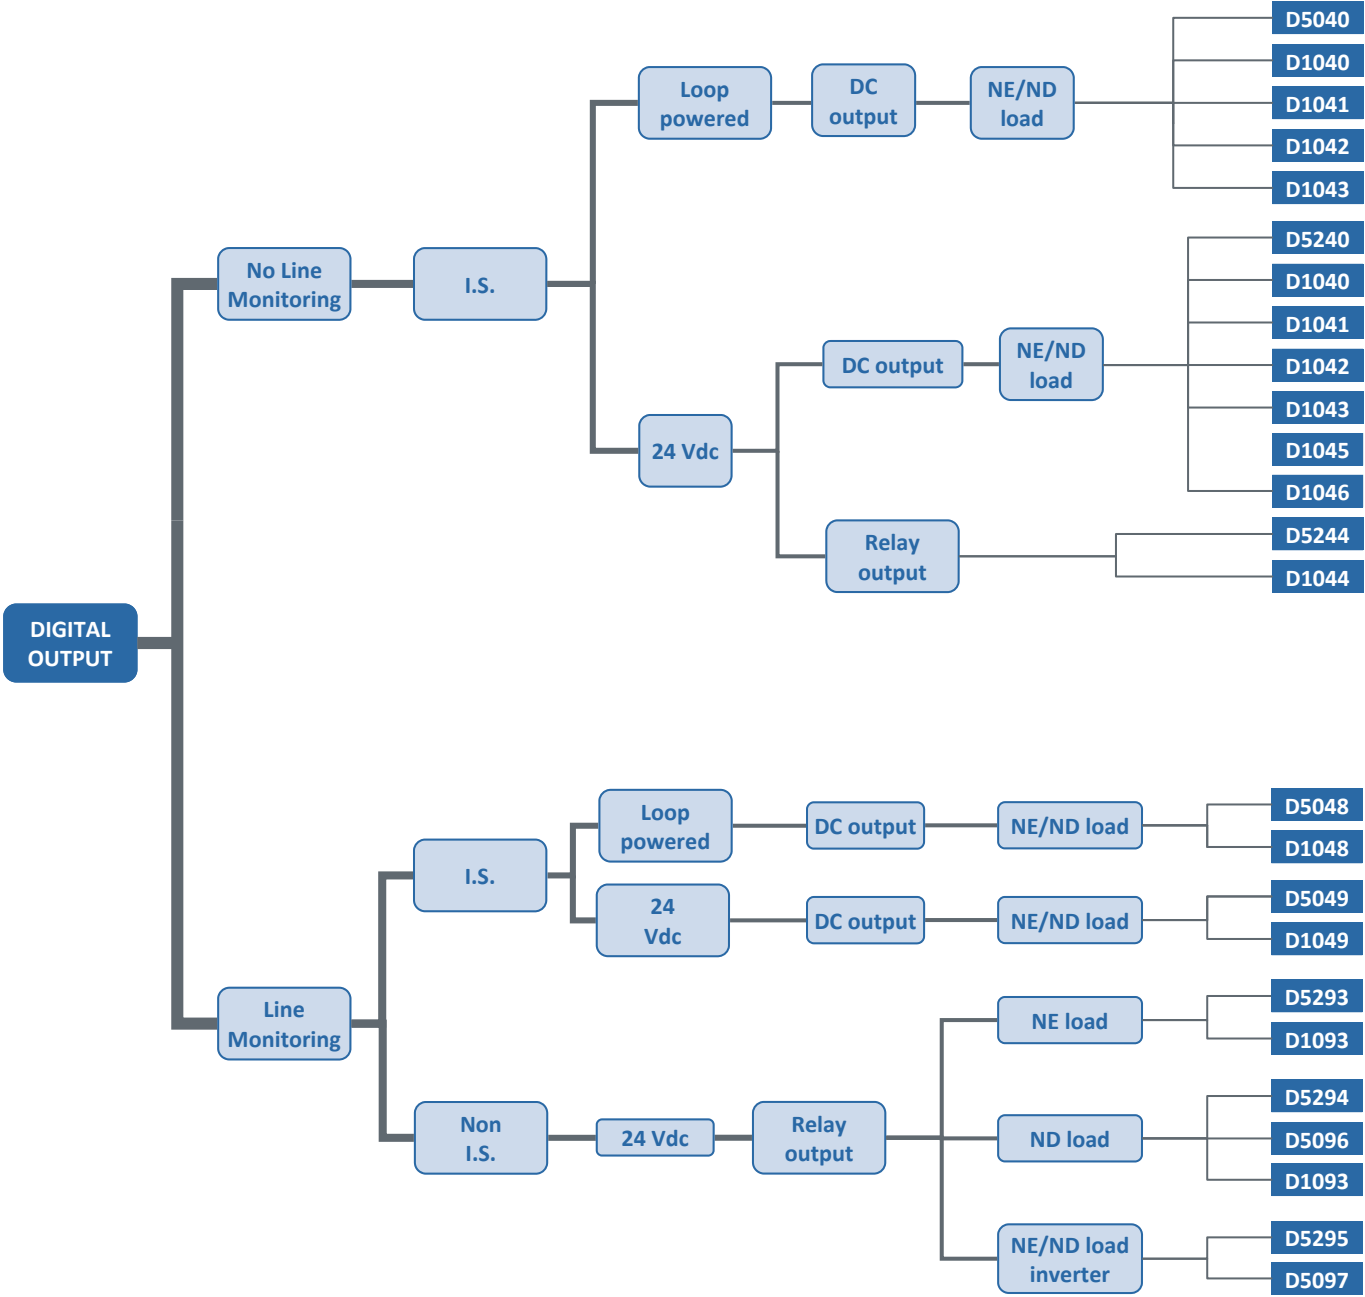 DIGITAL
OUTPUT
No Line
Monitoring
I.S.
Loop
powered
DC
output
NE/ND
load
D5040
D1040
D1041
D1042
D1043
24 Vdc
DC output
NE/ND
load
D5240
D1040
D1041
D1042
D1043
D1045
D1046
Relay
output
D5244
D1044
Line
Monitoring
I.S.
Loop
powered
DC output
NE/ND load
D5048
D1048
24
Vdc
DC output
NE/ND load
D5049
D1049
Non
I.S.
24 Vdc
Relay
output
NE load
D5293
D1093
ND load
D5294
D5096
D1093
NE/ND load
inverter
D5295
D5097